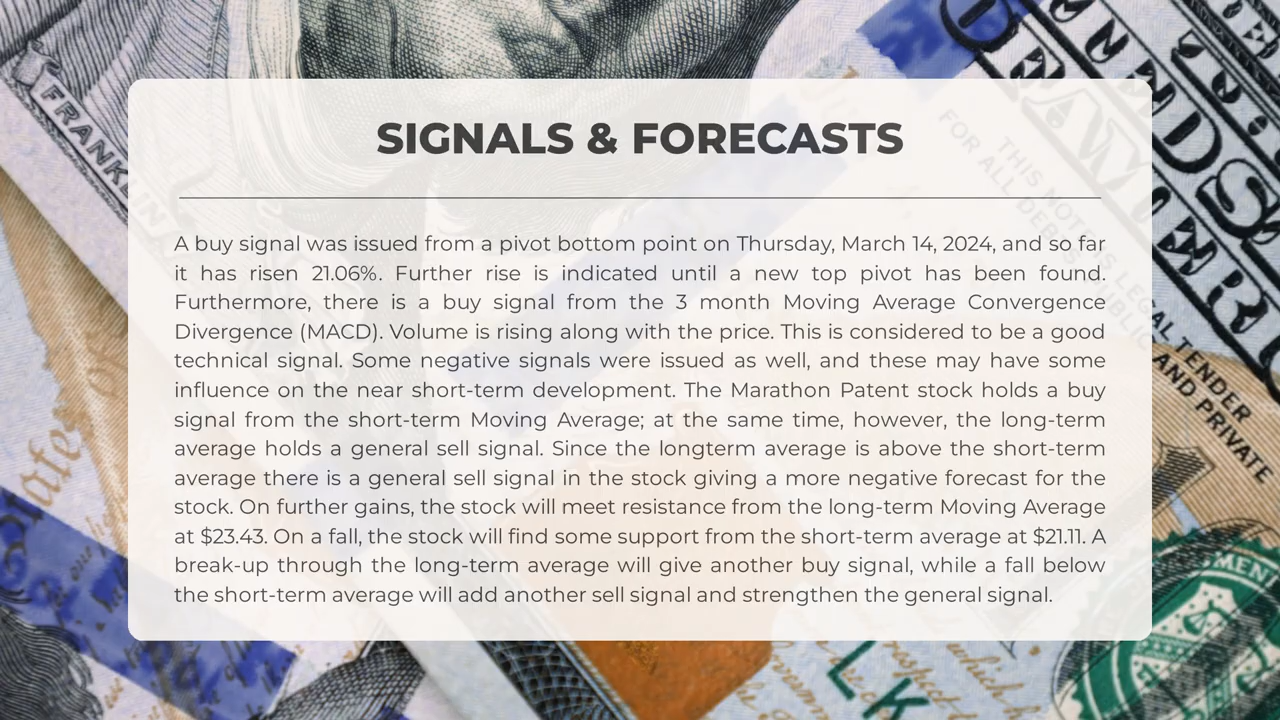 FRANKLIN
SIGNALS & FORECASTS
A buy signal was issued from a pivot bottom point on Thursday, March 14, 2024, and so far
it has risen 21.06%. Further rise is indicated until a new top pivot has been found.
Furthermore, there is a buy signal from the 3 month Moving Average Convergence
Divergence (MACD). Volume is rising along with the price. This is considered to be a good
technical signal. Some negative signals were issued as well, and these may have some
influence on the near short-term development. The Marathon Patent stock holds a buy
signal from the short-term Moving Average; at the same time, however, the long-term
average holds a general sell signal. Since the longterm average is above the short-term
average there is a general sell signal in the stock giving a more negative forecast for the
stock. On further gains, the stock will meet resistance from the long-term Moving Average
at $23.43. On a fall, the stock will find some support from the short-term average at $21.11. A
break-up through the long-term average will give another buy signal, while a fall below
the short-term average will add another sell signal and strengthen the general signal.
THIS NOTE IS LEGAL TENDER
FOR ALL DEBTS PUBLIC AND PRIVATE